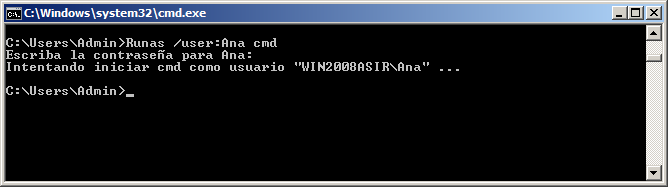 C:\Windows\system32\cmd.exe
C:\Users\Admin>Runas /user:Ana cmd
Escriba la contraseña para Ana:
Intentando iniciar cmd como usuario "WIN2008ASIR\Ana" ...
C:\Users\Admin>_